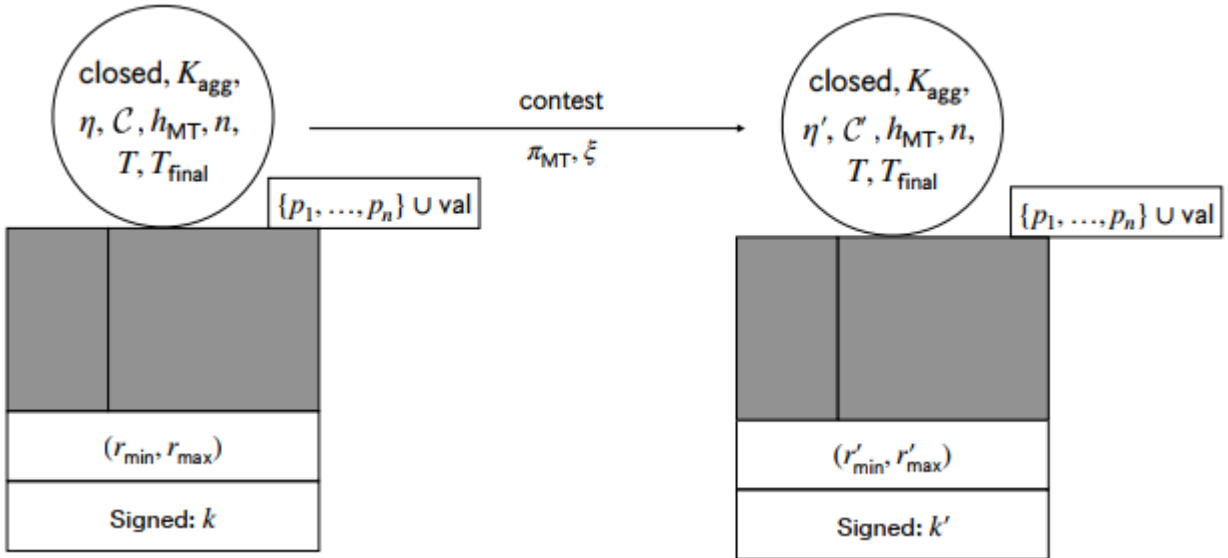 closed, K_agg,
η, 𝒞, h_MT, n,
T, T_final
{p_1, …, p_n} ∪ val
(r_min, r_max)
Signed: k
contest
π_MT, ξ
closed, K_agg,
η′, 𝒞′, h_MT, n,
T, T_final
{p_1, …, p_n} ∪ val
(r′_min, r′_max)
Signed: k′